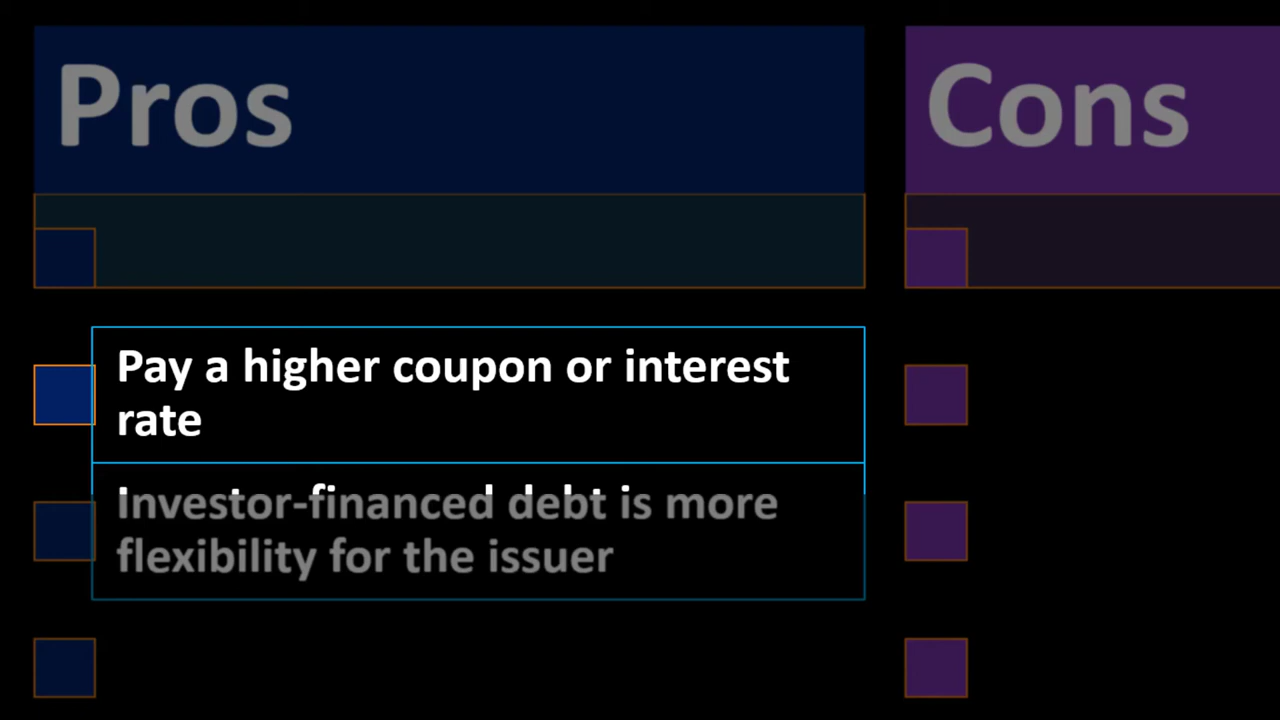 Pros
Cons
Pay a higher coupon or interest
rate
Investor-financed debt is more
flexibility for the issuer